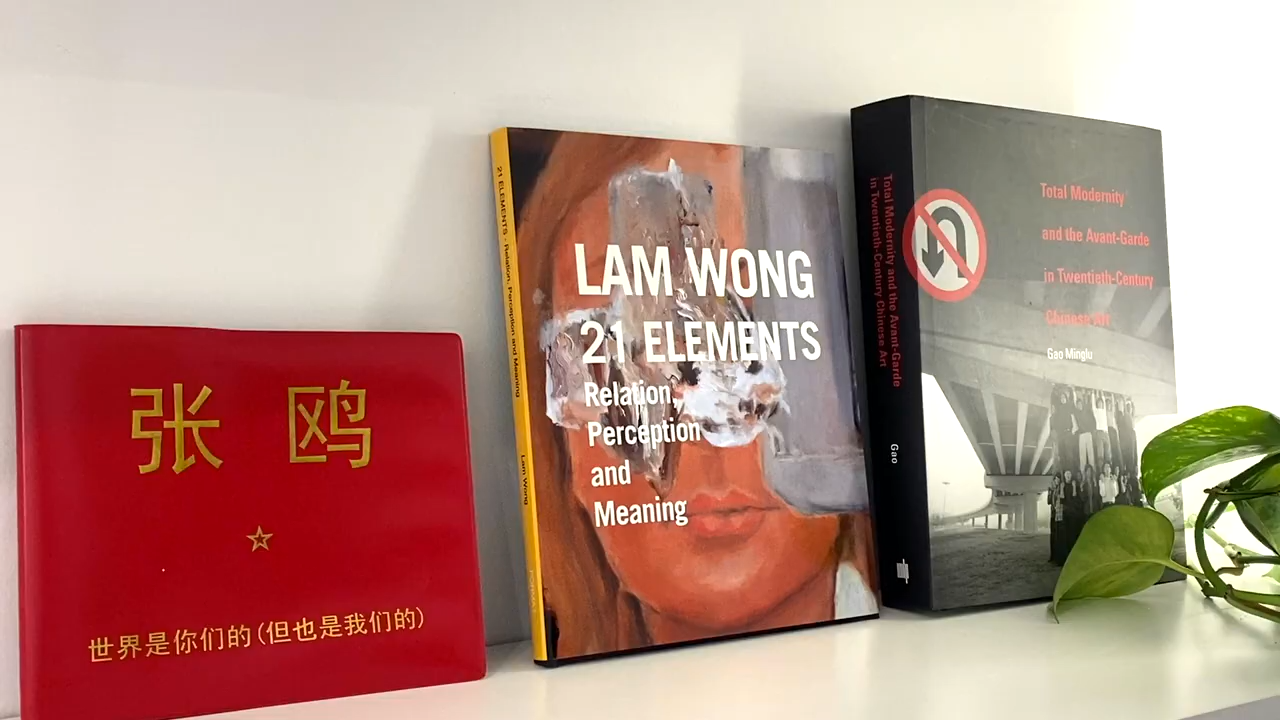 张 鸥
世界是你们的(但也是我们的)
21 ELEMENTS - Relation, Perception and Meaning
Lam Wong
LAM WONG
21 ELEMENTS
Relation,
Perception
and
Meaning
Total Modernity and the Avant-Garde
in Twentieth-Century Chinese Art
Gao
Total Modernity
and the Avant-Garde
in Twentieth-Century
Chinese Art
Gao Minglu